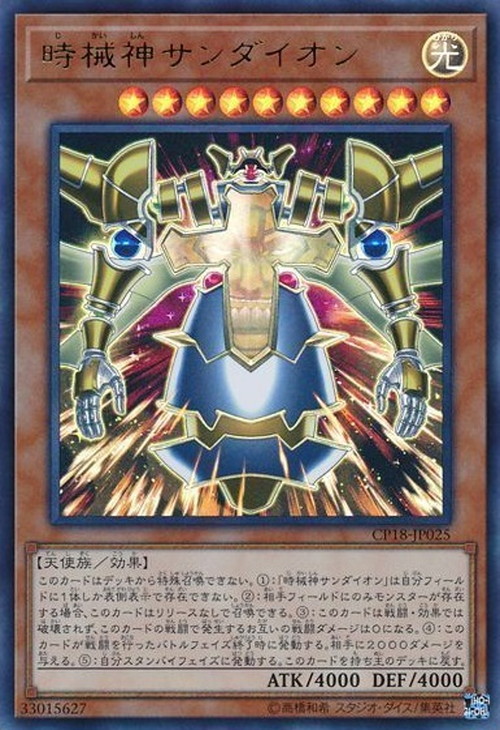 時械神サンダイオン
光
CP18-JP025
【天使族／効果】
このカードはデッキから特殊召喚できない。①：「時械神サンダイオン」は自分フィール
ドに1体しか表側表示で存在できない。②：相手フィールドにのみモンスターが存在
する場合、このカードはリリースなしで召喚できる。③：このカードは戦闘・効果では
破壊されず、このカードの戦闘で発生するお互いの戦闘ダメージは0になる。④：この
カードが戦闘を行ったバトルフェイズ終了時に発動する。相手に2000ダメージを
与える。⑤：自分スタンバイフェイズに発動する。このカードを持ち主のデッキに戻す。
ATK/4000 DEF/4000
33015627
©高橋和希 スタジオ・ダイス/集英社